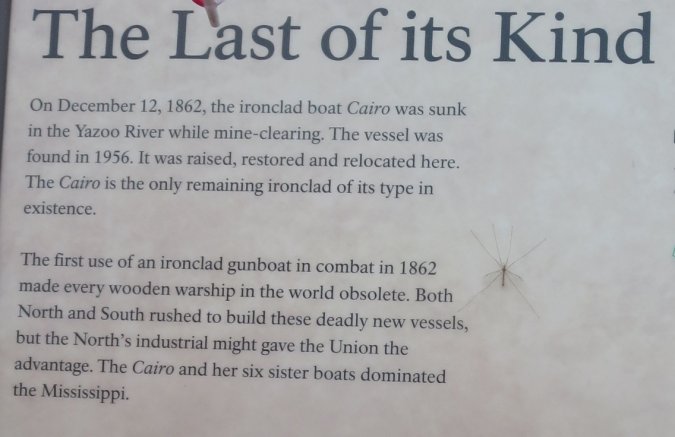 The Last of its Kind
On December 12, 1862, the ironclad boat Cairo was sunk
in the Yazoo River while mine-clearing. The vessel was
found in 1956. It was raised, restored and relocated here.
The Cairo is the only remaining ironclad of its type in
existence.
The first use of an ironclad gunboat in combat in 1862
made every wooden warship in the world obsolete. Both
North and South rushed to build these deadly new vessels,
but the North's industrial might gave the Union the
advantage. The Cairo and her six sister boats dominated
the Mississippi.